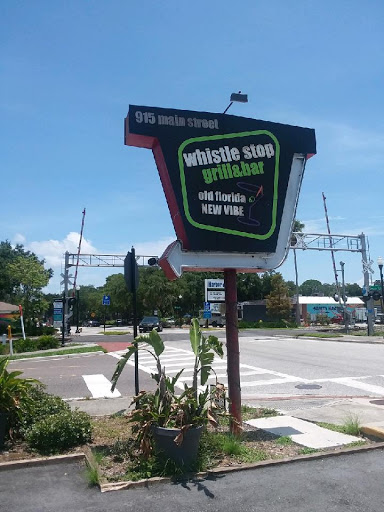 915 main street
whistle stop
grill&bar
old florida
NEW VIBE